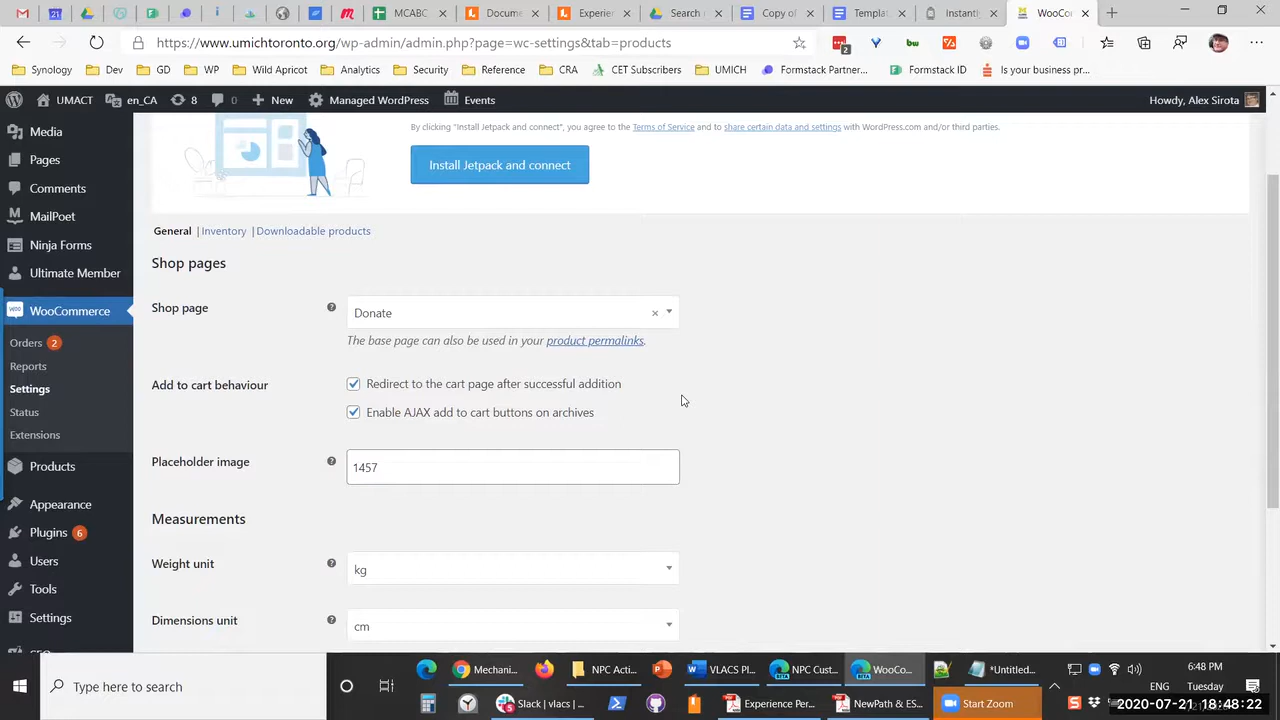 21
MCABC
Docume
Experier
Search
Copy of
Templat
Instantly
WooCor
https://www.umichtoronto.org/wp-admin/admin.php?page=wc-settings&tab=products
2
Synology
Dev
GD
WP
Wild Apricot
Analytics
Security
Reference
CRA
CET Subscribers
UMICH
Formstack Partner...
Formstack ID
Is your business pr...
UMACT
en_CA
8
0
New
Managed WordPress
Events
Howdy, Alex Sirota
Media
Pages
Comments
MailPoet
Ninja Forms
Ultimate Member
WooCommerce
Orders 2
Reports
Settings
Status
Extensions
Products
Appearance
Plugins 6
Users
Tools
Settings
By clicking "Install Jetpack and connect", you agree to the Terms of Service and to share certain data and settings with WordPress.com and/or third parties.
Install Jetpack and connect
General | Inventory | Downloadable products
Shop pages
Shop page
Donate
The base page can also be used in your product permalinks.
Add to cart behaviour
Redirect to the cart page after successful addition
Enable AJAX add to cart buttons on archives
Placeholder image
1457
Measurements
Weight unit
kg
Dimensions unit
cm
Type here to search
Mechani...
NPC Acti...
VLACS Pl...
NPC Cust...
WooCo...
*Untitled...
Slack | vlacs |...
Experience Per...
NewPath & ES...
Start Zoom
ENG
6:48 PM
Tuesday
2020-07-21 18:48:22